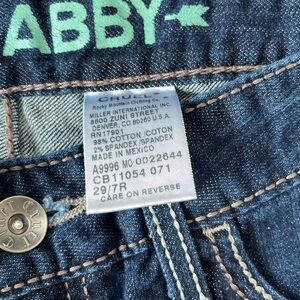 ABBY
CRUEL
Rocky Mountain Clothing Co.
MILLER INTERNATIONAL INC.
8500 ZUNI STREET
DENVER, CO 80260 U.S.A.
RN17901
98% COTTON /COTON
2% SPANDEX /SPANDEX
MADE IN MEXICO
A9996 MO:OD22644
CB11054 071
29/7R
CARE ON REVERSE